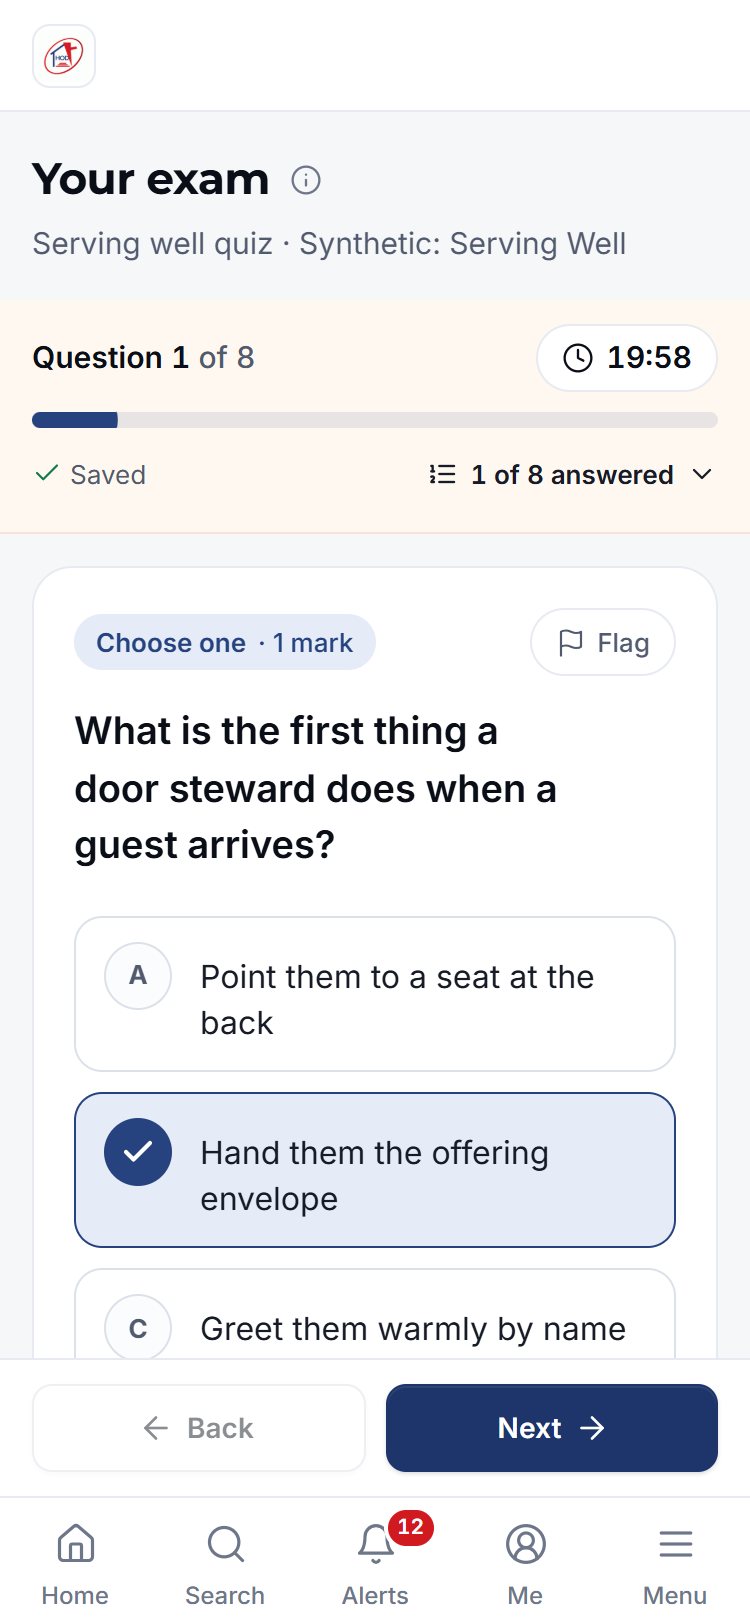 HOD
Your exam
Serving well quiz · Synthetic: Serving Well
Question 1 of 8
19:58
Saved
1 of 8 answered
Choose one · 1 mark
Flag
What is the first thing a
door steward does when a
guest arrives?
A
Point them to a seat at the
back
Hand them the offering
envelope
C
Greet them warmly by name
Back
Next
12
Home
Search
Alerts
Me
Menu